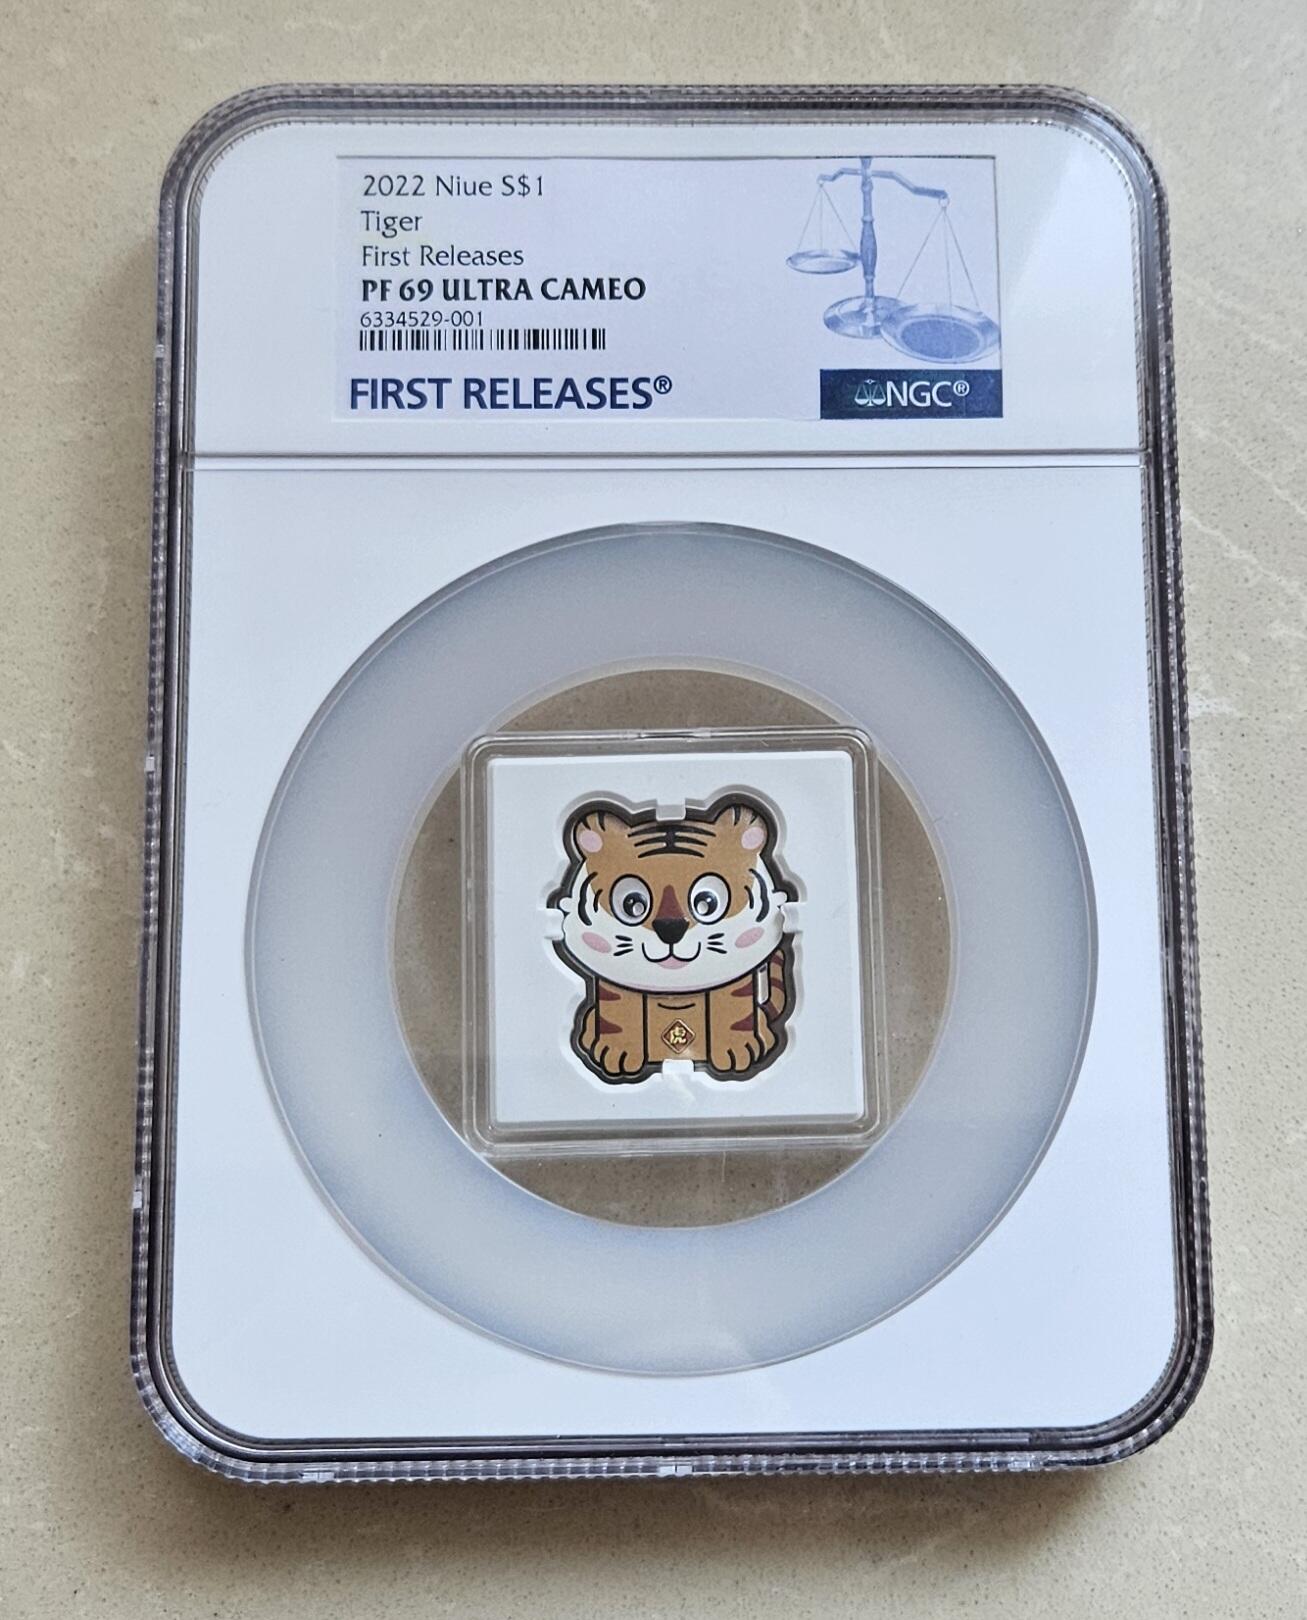 2022 Niue S$1
Tiger
First Releases
PF 69 ULTRA CAMEO
6334529-001
FIRST RELEASES®
NGC®
虎